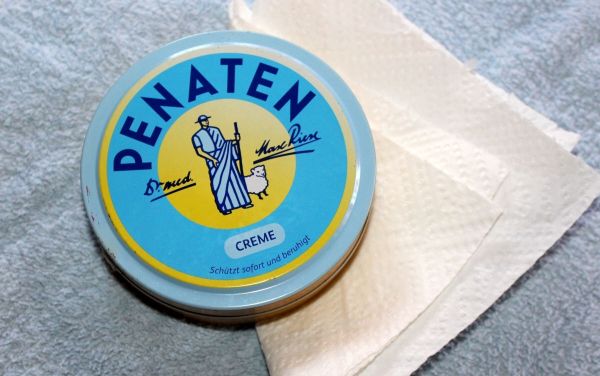 PENATEN
Dr. med. Max Riese
CREME
Schützt sofort und beruhigt